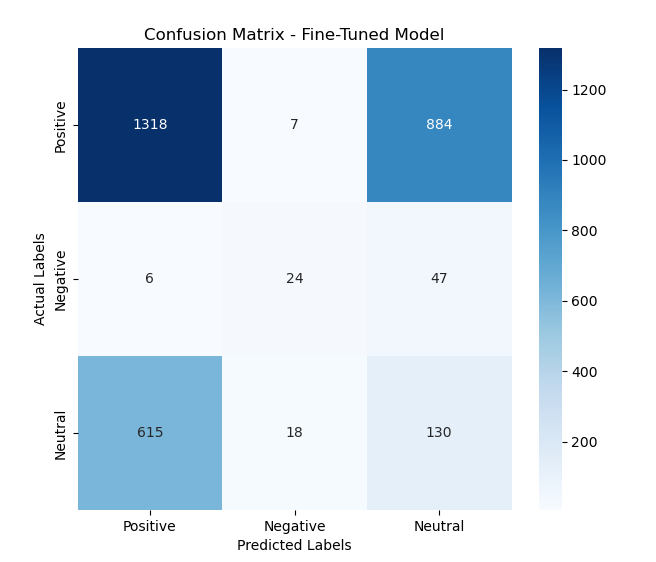 Confusion Matrix - Fine-Tuned Model
Actual Labels
Positive
1318
7
884
Negative
6
24
47
Neutral
615
18
130
Positive
Negative
Neutral
Predicted Labels
1200
1000
800
600
400
200